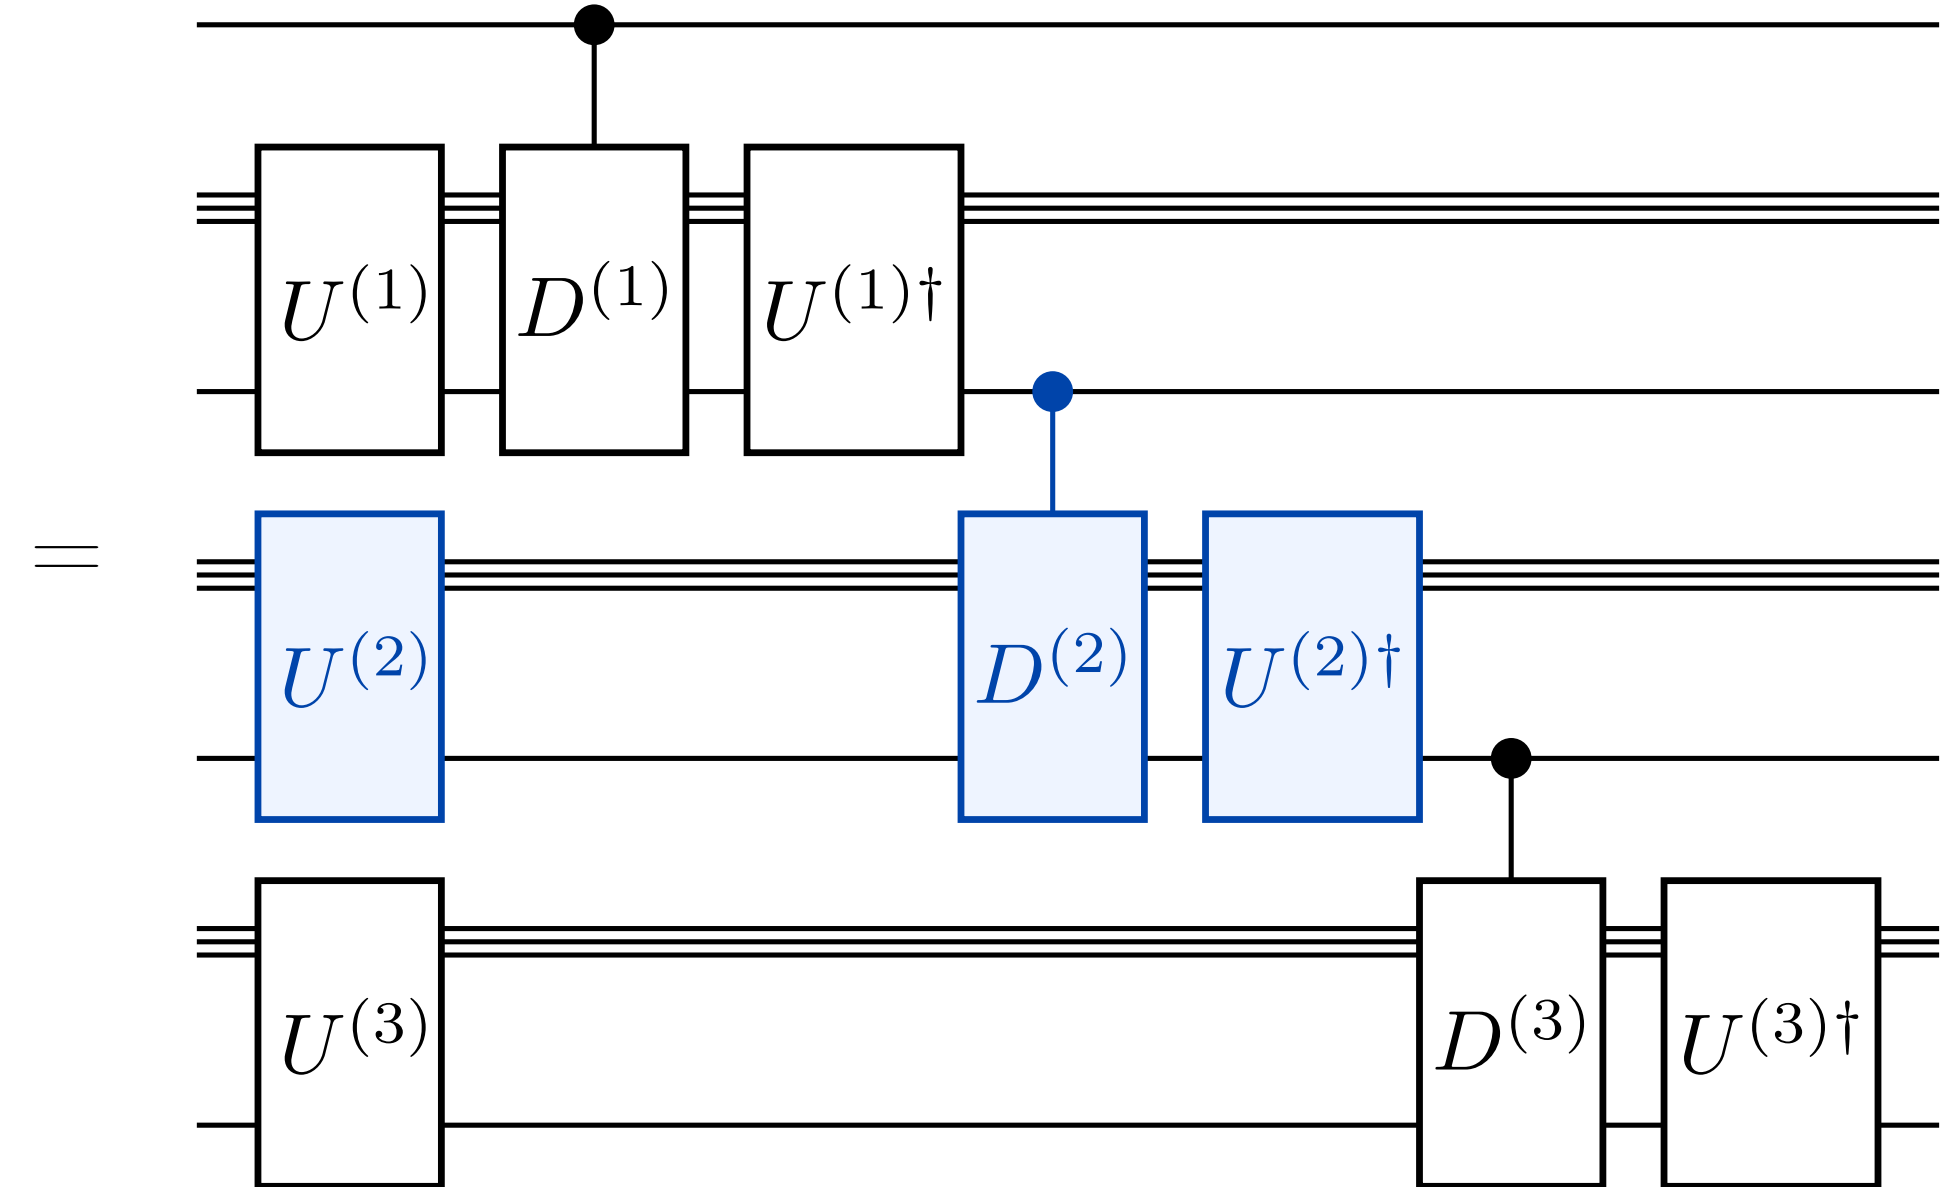 U^{(1)} D^{(1)} U^{(1)†}
=
U^{(2)} D^{(2)} U^{(2)†}
U^{(3)} D^{(3)} U^{(3)†}